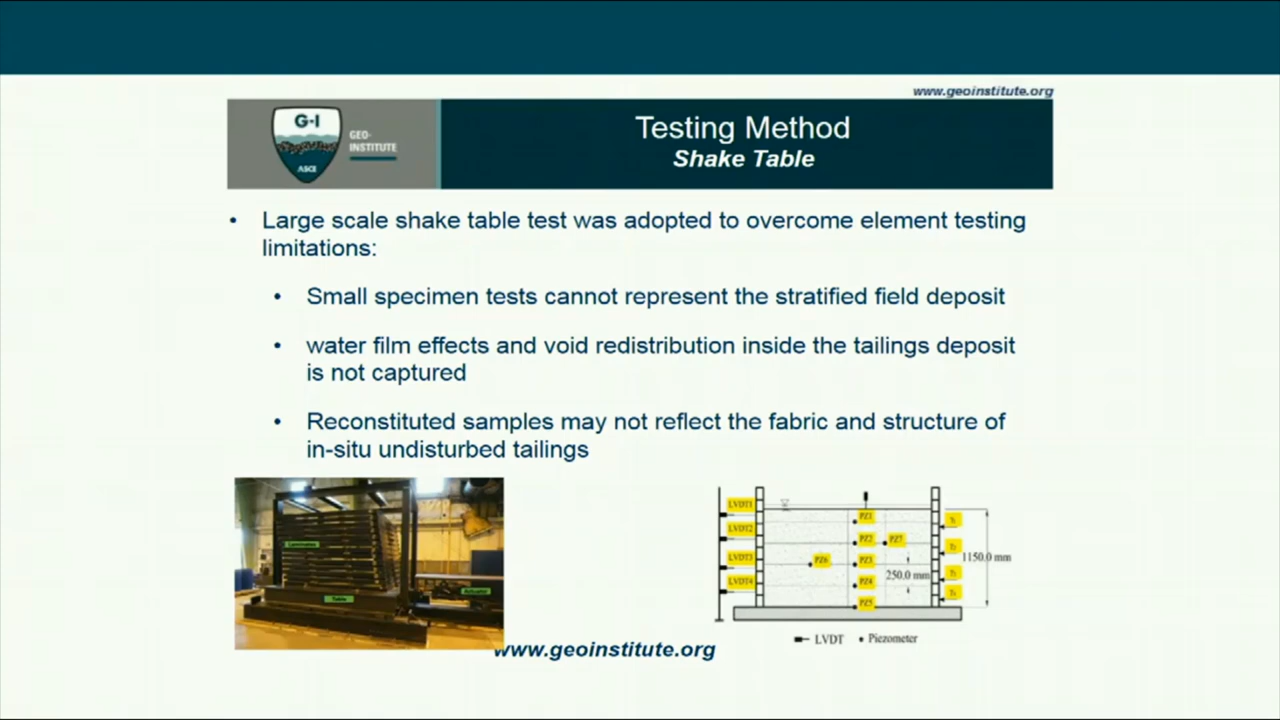 www.geoinstitute.org
G-I
GEO-
INSTITUTE
ASCE
Testing Method
Shake Table
• Large scale shake table test was adopted to overcome element testing
limitations:
• Small specimen tests cannot represent the stratified field deposit
• water film effects and void redistribution inside the tailings deposit
is not captured
• Reconstituted samples may not reflect the fabric and structure of
in-situ undisturbed tailings
Table
Actuator
LVDT1
LVDT2
LVDT3
LVDT4
PZ1
PZ2
PZ7
PZ6
PZ3
PZ4
PZ5
250.0 mm
1150.0 mm
LVDT
Piezometer
www.geoinstitute.org